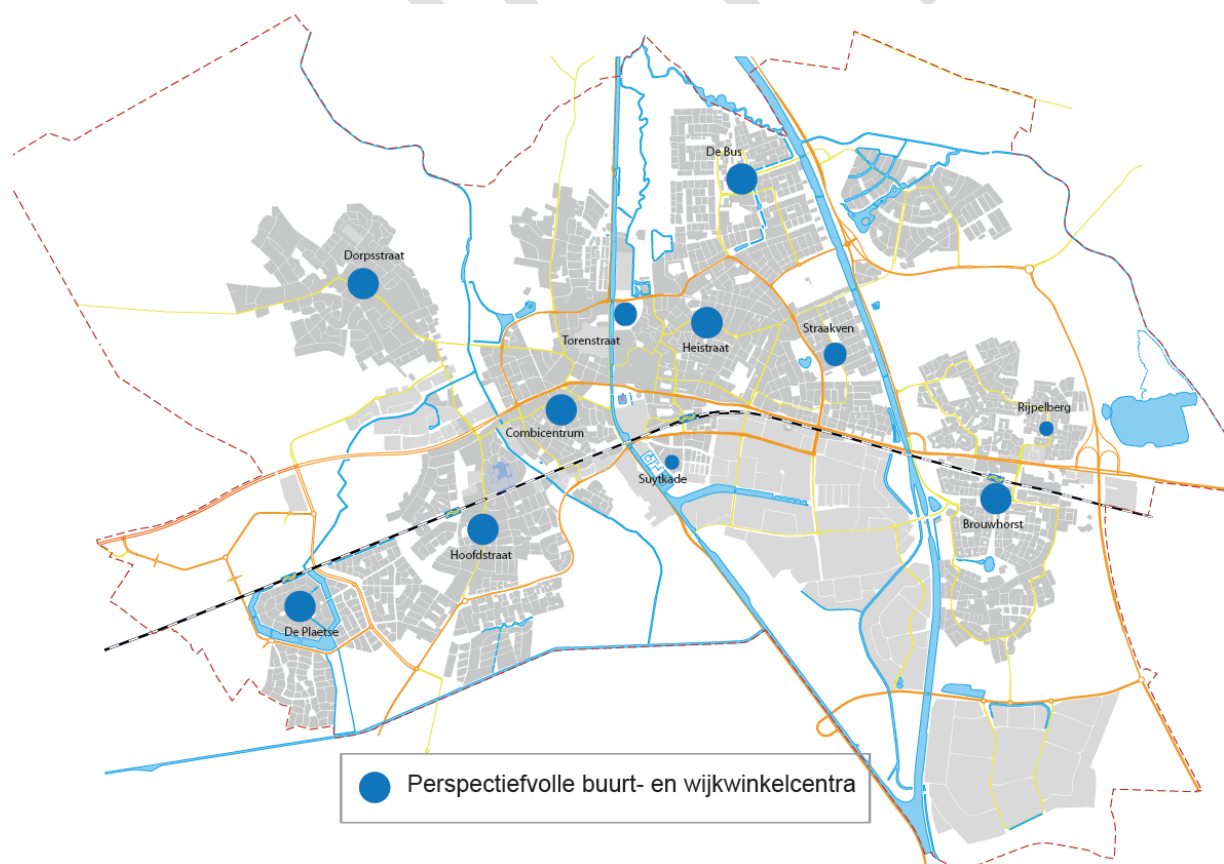 De Bus
Dorpsstraat
Torenstraat
Heistraat
Straakven
Combicentrum
Rijpelberg
Suytkade
Brouwhorst
Hoofdstraat
De Plaetse
Perspectiefvolle buurt- en wijkwinkelcentra